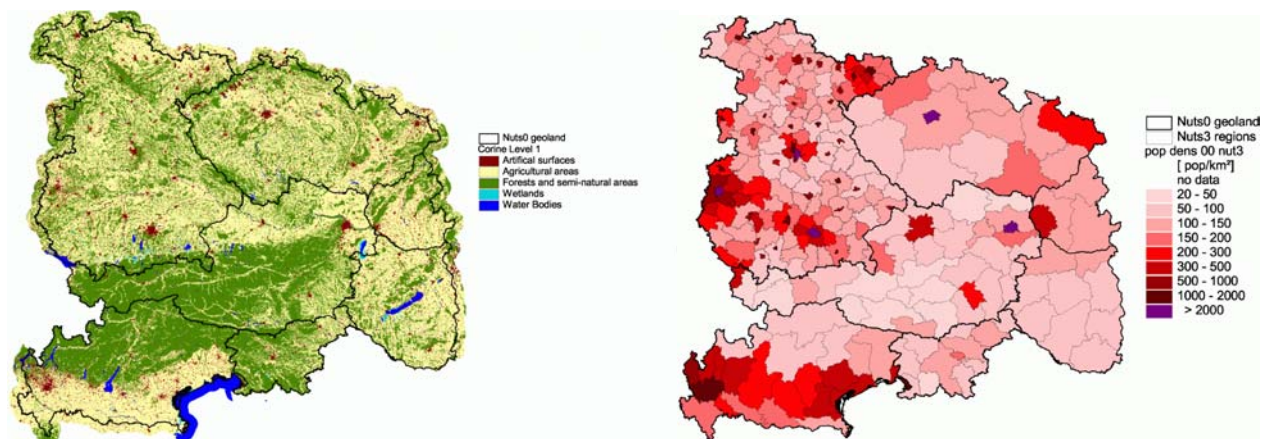 Nuts0 geoland
Corine Level 1
Artifical surfaces
Agricultural areas
Forests and semi-natural areas
Wetlands
Water Bodies
Nuts0 geoland
Nuts3 regions
pop dens 00 nut3
[ pop/km²]
no data
20 - 50
50 - 100
100 - 150
150 - 200
200 - 300
300 - 500
500 - 1000
1000 - 2000
> 2000